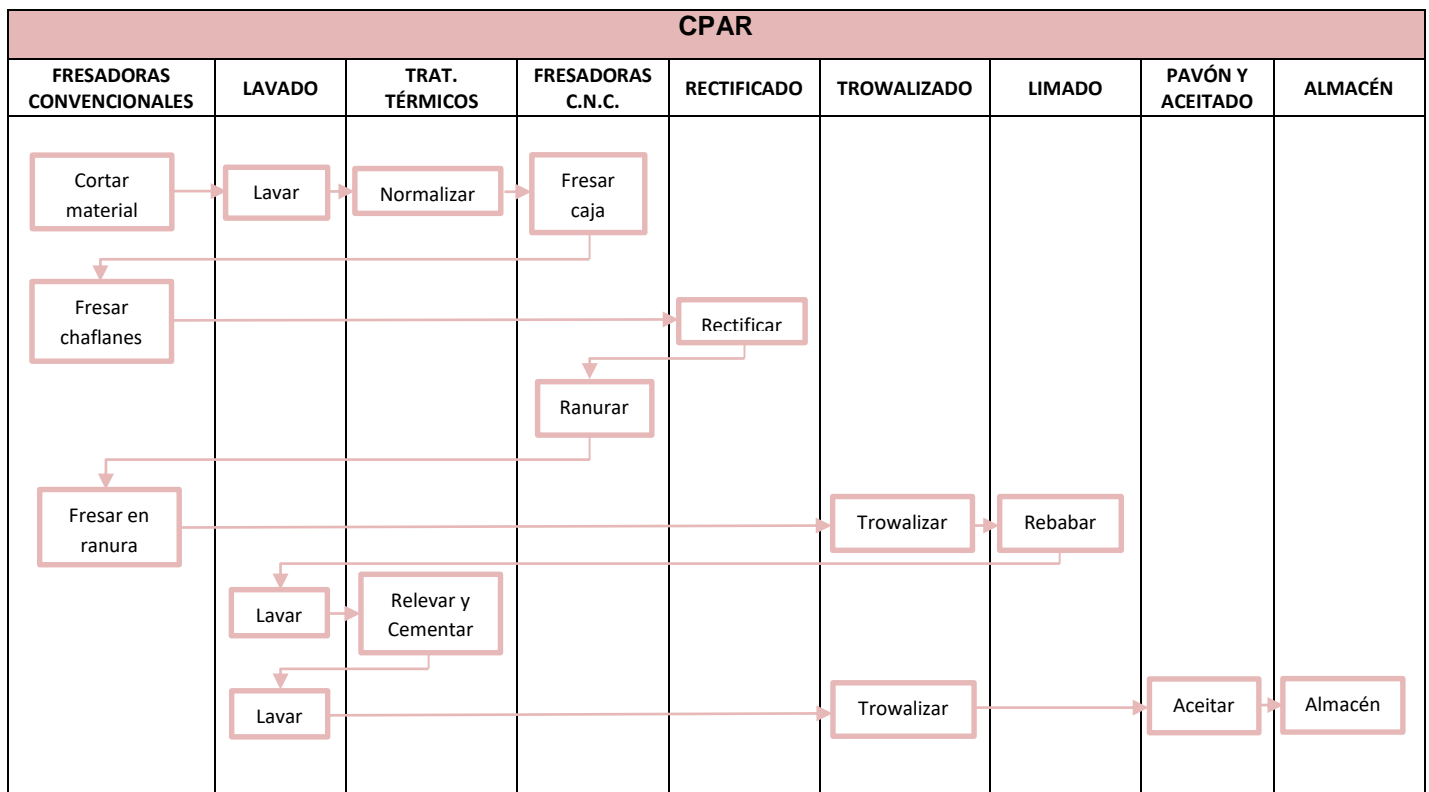 CPAR
FRESADORAS
CONVENCIONALES
LAVADO
TRAT.
TÉRMICOS
FRESADORAS
C.N.C.
RECTIFICADO
TROWALIZADO
LIMADO
PAVÓN Y
ACEITADO
ALMACÉN
Cortar
material
Lavar
Normalizar
Fresar
caja
Fresar
chaflanes
Rectificar
Ranurar
Fresar en
ranura
Trowalizar
Rebabar
Lavar
Relevar y
Cementar
Lavar
Trowalizar
Aceitar
Almacén